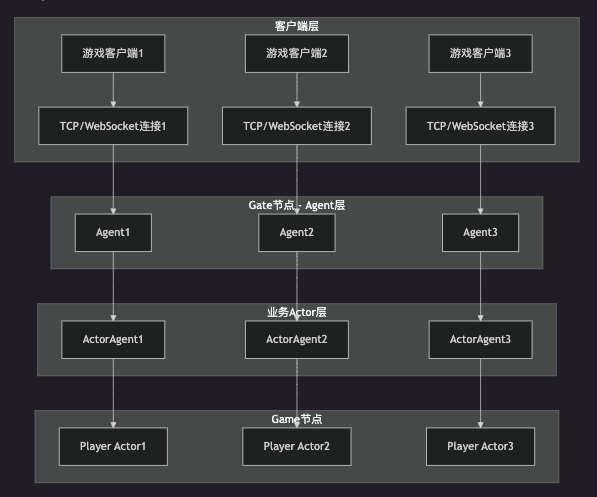 客户端层
游戏客户端1
游戏客户端2
游戏客户端3
TCP/WebSocket连接1
TCP/WebSocket连接2
TCP/WebSocket连接3
Gate节点 - Agent层
Agent1
Agent2
Agent3
业务Actor层
ActorAgent1
ActorAgent2
ActorAgent3
Game节点
Player Actor1
Player Actor2
Player Actor3